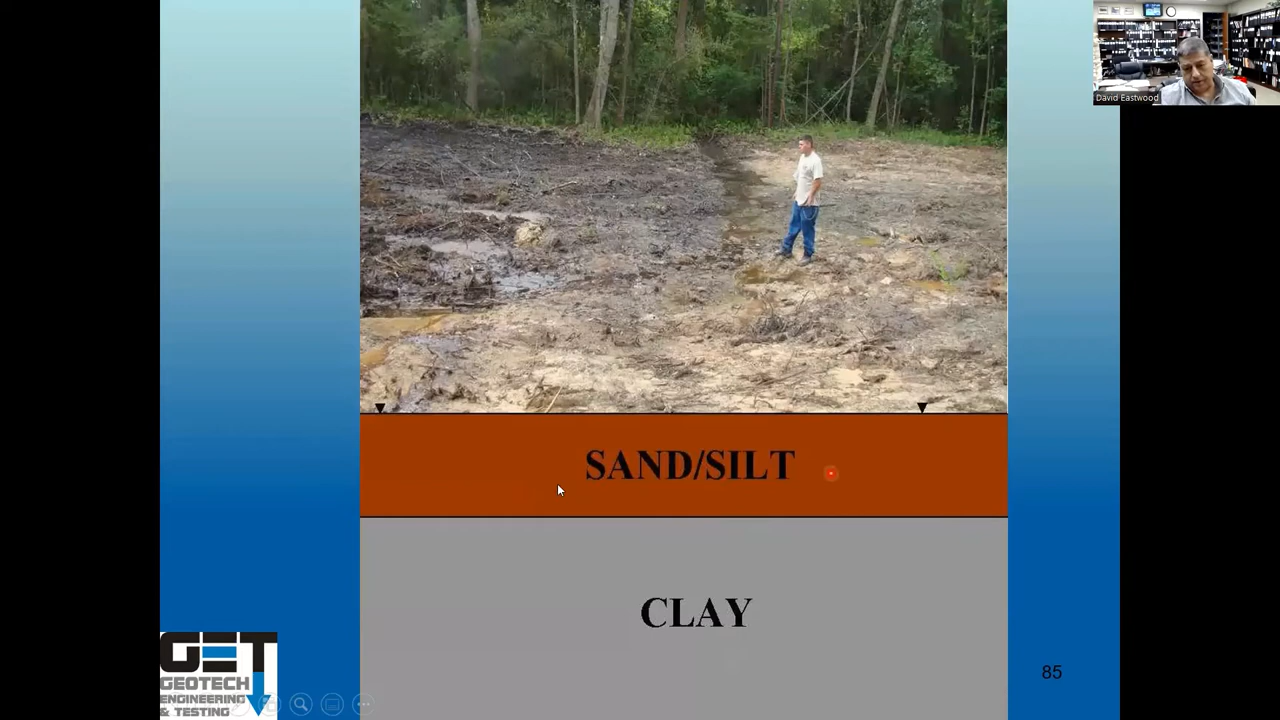 David Eastwood
SAND/SILT
CLAY
GET
GEOTECH
ENGINEERING
& TESTING
85